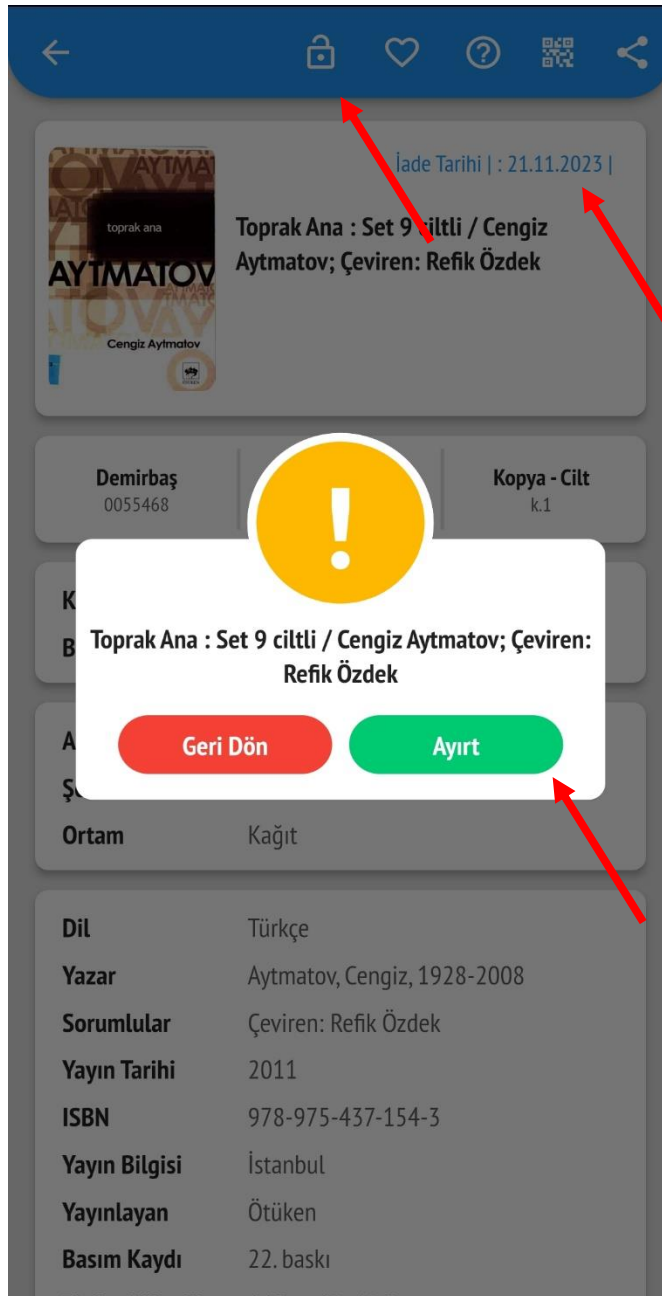 İade Tarihi | : 21.11.2023 |
AYTMA
toprak ana
AYTMATOV
Cengiz Aytmatov
ÖTÜKEN
Toprak Ana : Set 9 ciltli / Cengiz
Aytmatov; Çeviren: Refik Özdek
Demirbaş
0055468
Kopya - Cilt
k.1
K
B
!
Toprak Ana : Set 9 ciltli / Cengiz Aytmatov; Çeviren:
Refik Özdek
Geri Dön
Ayırt
A
Ortam Kağıt
Dil Türkçe
Yazar Aytmatov, Cengiz, 1928-2008
Sorumlular Çeviren: Refik Özdek
Yayın Tarihi 2011
ISBN 978-975-437-154-3
Yayın Bilgisi İstanbul
Yayınlayan Ötüken
Basım Kaydı 22. baskı